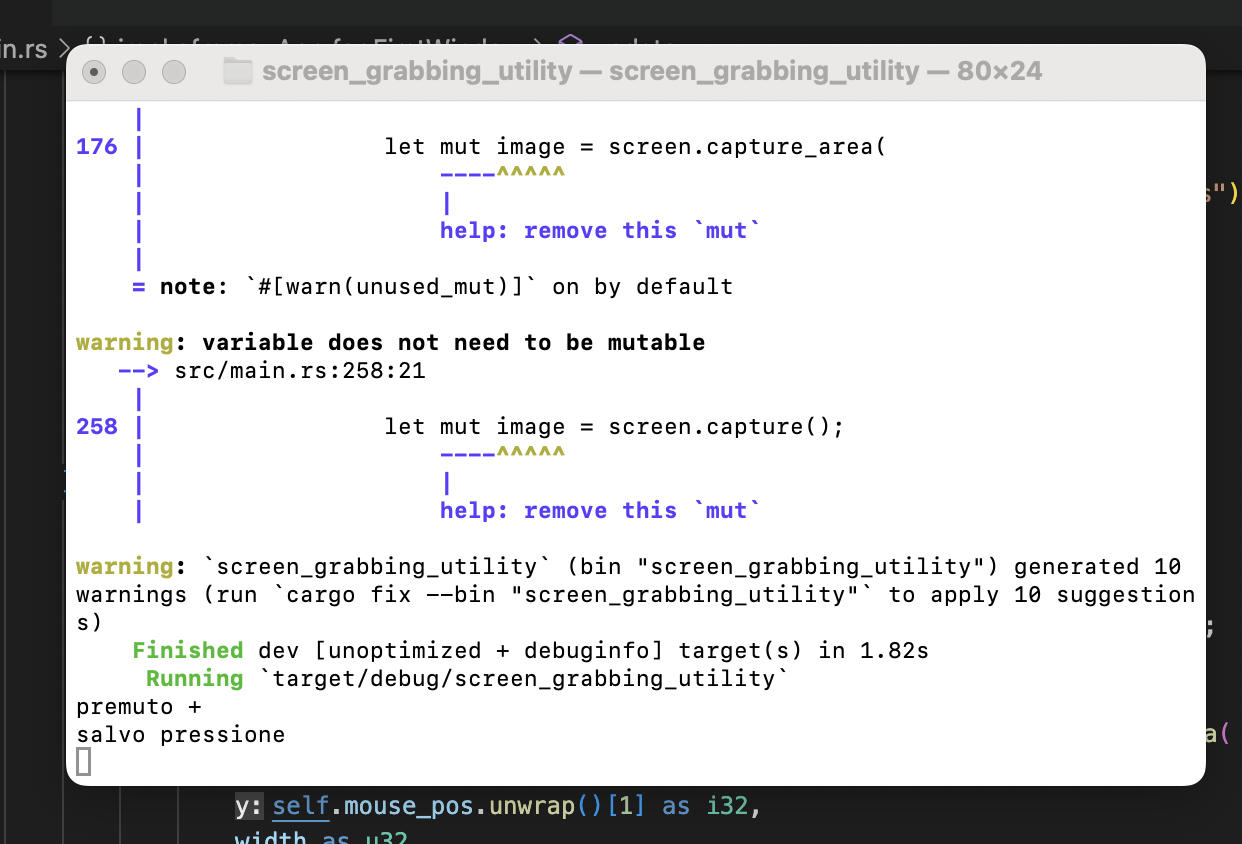 in.rs
screen_grabbing_utility — screen_grabbing_utility — 80×24
|
176 | let mut image = screen.capture_area(
| ----^^^^^
| |
| help: remove this `mut`
|
= note: `#[warn(unused_mut)]` on by default
warning: variable does not need to be mutable
--> src/main.rs:258:21
|
258 | let mut image = screen.capture();
| ----^^^^^
| |
| help: remove this `mut`
warning: `screen_grabbing_utility` (bin "screen_grabbing_utility") generated 10
warnings (run `cargo fix --bin "screen_grabbing_utility"` to apply 10 suggestion
s)
Finished dev [unoptimized + debuginfo] target(s) in 1.82s
Running `target/debug/screen_grabbing_utility`
premuto +
salvo pressione
s")
;
a(
y: self.mouse_pos.unwrap()[1] as i32,
width as u32